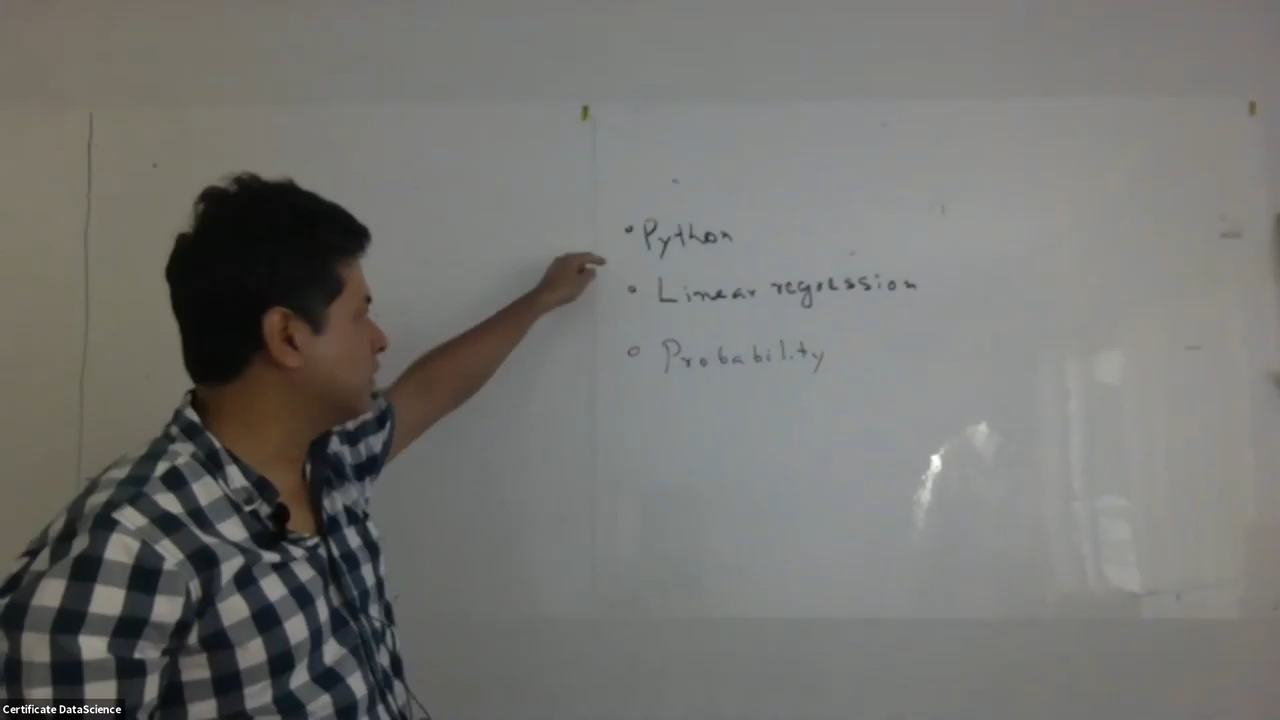 • Python
• Linear regression
○ Probability
Certificate DataScience